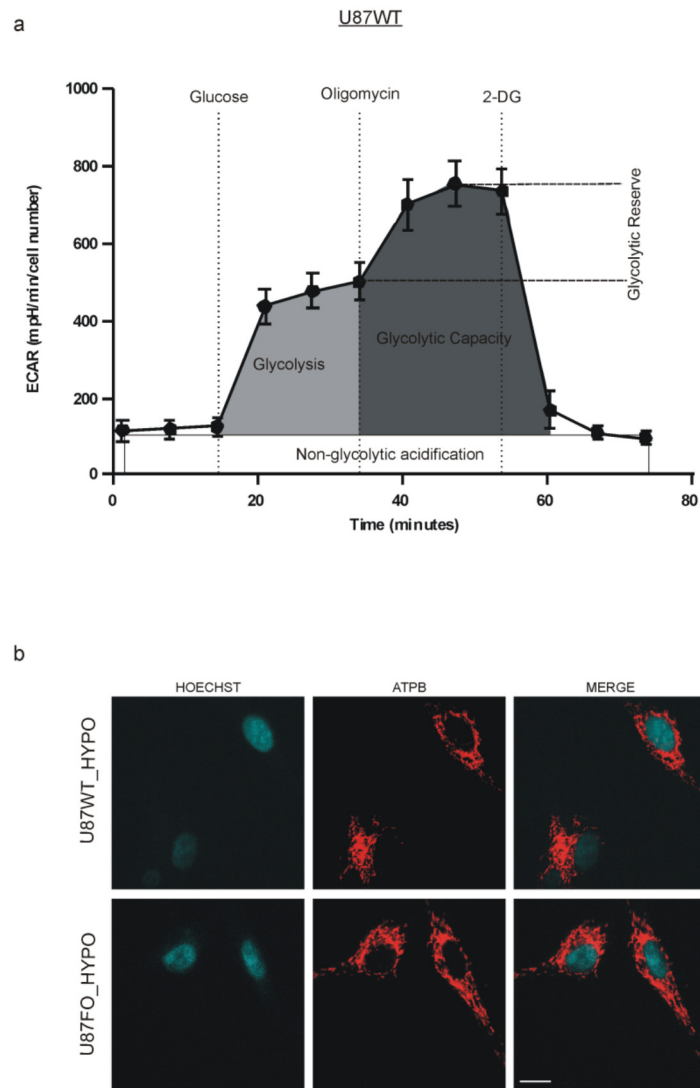 a
U87WT
Glucose
Oligomycin
2-DG
1000
800
600
400
200
0
ECAR (mpH/min/cell number)
Glycolysis
Glycolytic Capacity
Glycolytic Reserve
Non-glycolytic acidification
0
20
40
60
80
Time (minutes)
b
HOECHST
ATPB
MERGE
U87WT_HYPO
U87FO_HYPO